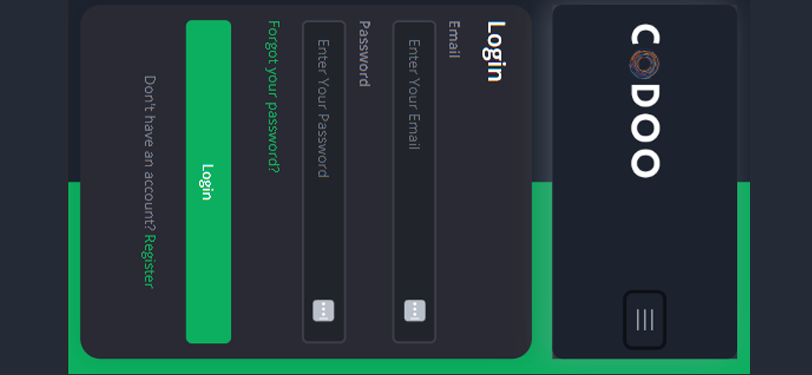 CODOO
Login
Email
Enter Your Email
Password
Enter Your Password
Forgot your password?
Login
Don't have an account? Register